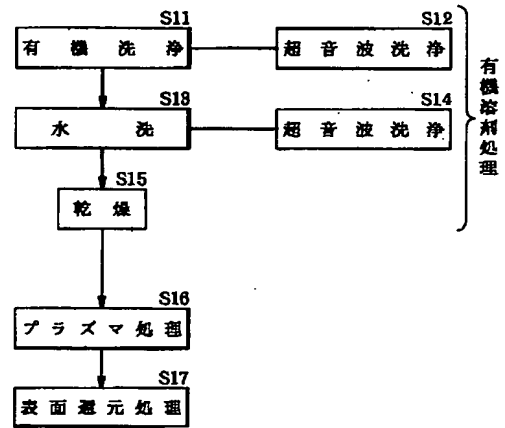 S11
有機洗浄
S12
超音波洗浄
S13
水洗
S14
超音波洗浄
有機溶剤処理
S15
乾燥
S16
プラズマ処理
S17
表面還元処理